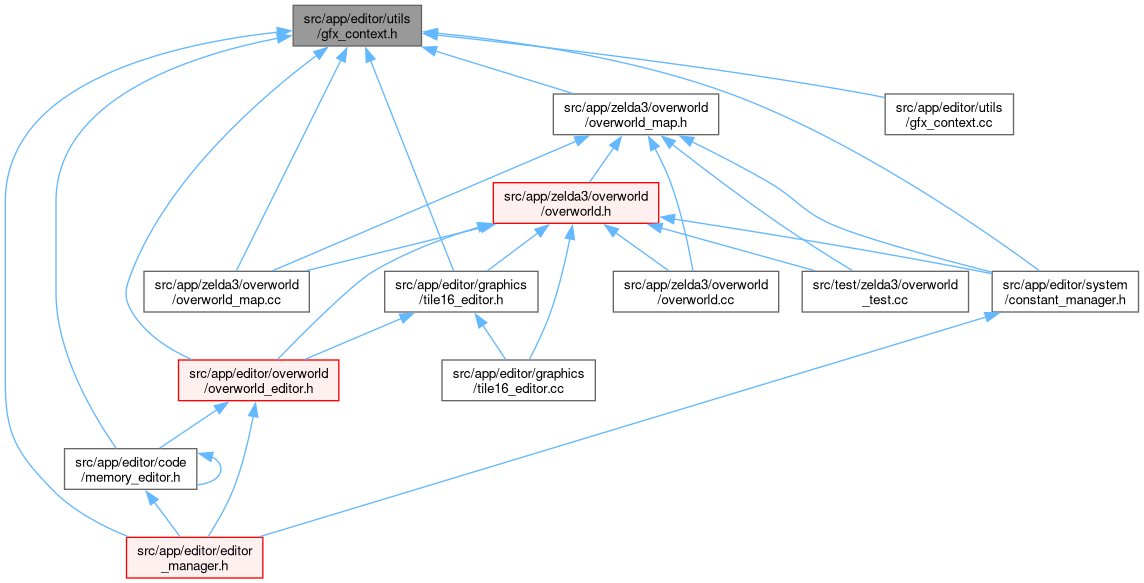 src/app/editor/utils
/gfx_context.h
src/app/zelda3/overworld
/overworld_map.h
src/app/editor/utils
/gfx_context.cc
src/app/zelda3/overworld
/overworld.h
src/app/zelda3/overworld
/overworld_map.cc
src/app/editor/graphics
/tile16_editor.h
src/app/zelda3/overworld
/overworld.cc
src/test/zelda3/overworld
_test.cc
src/app/editor/system
/constant_manager.h
src/app/editor/overworld
/overworld_editor.h
src/app/editor/graphics
/tile16_editor.cc
src/app/editor/code
/memory_editor.h
src/app/editor/editor
_manager.h